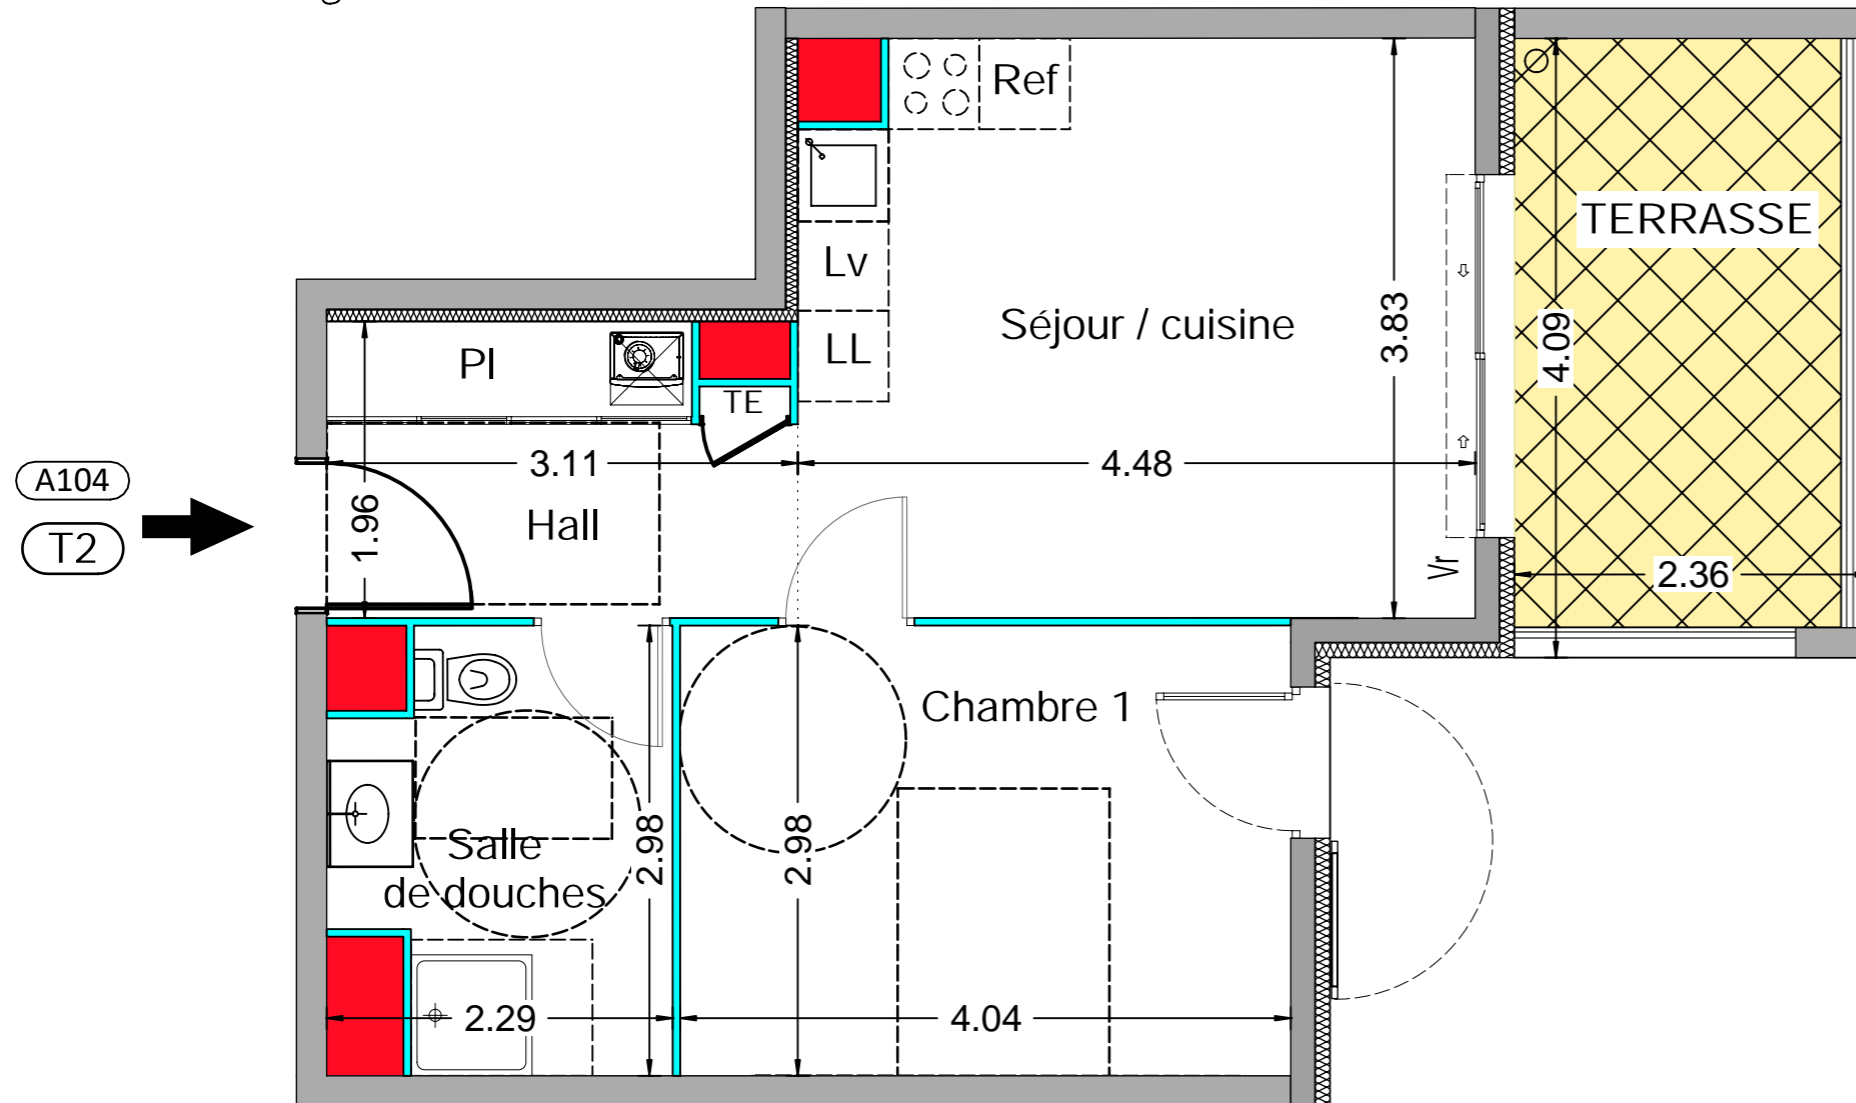 Ref
TERRASSE
Lv
Séjour / cuisine
3.83
4.09
LL
Pl
TE
A104
3.11
4.48
T2
1.96
Hall
Vr
2.36
Chambre 1
Salle
de douches
2.98
2.98
2.29
4.04